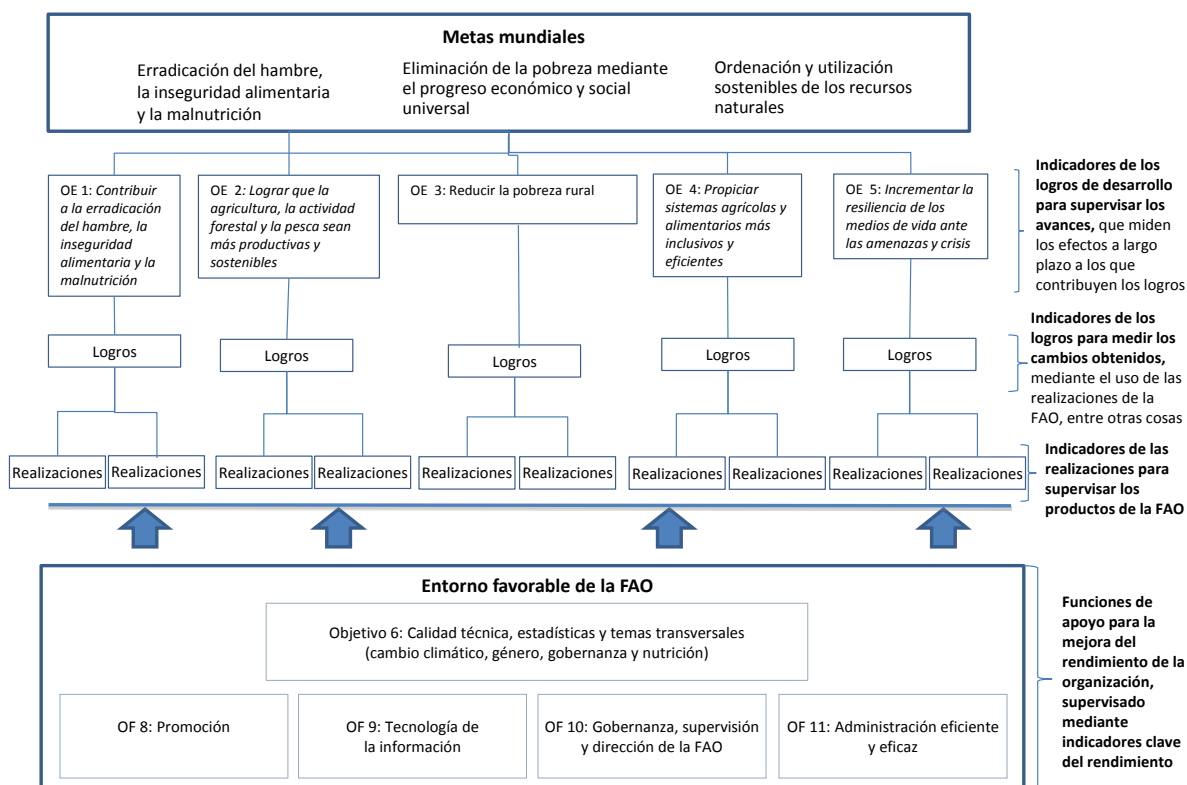 Metas mundiales
Erradicación del hambre,
la inseguridad alimentaria
y la malnutrición
Eliminación de la pobreza mediante
el progreso económico y social
universal
Ordenación y utilización
sostenibles de los recursos
naturales
OE 1: Contribuir
a la erradicación
del hambre, la
inseguridad
alimentaria y la
malnutrición
OE 2: Lograr que la
agricultura, la actividad
forestal y la pesca sean
más productivas y
sostenibles
OE 3: Reducir la pobreza rural
OE 4: Propiciar
sistemas agrícolas y
alimentarios más
inclusivos y
eficientes
OE 5: Incrementar la
resiliencia de los
medios de vida ante
las amenazas y crisis
Indicadores de los
logros de desarrollo
para supervisar los
avances, que miden
los efectos a largo
plazo a los que
contribuyen los logros
Logros
Logros
Logros
Logros
Logros
Indicadores de los
logros para medir los
cambios obtenidos,
mediante el uso de las
realizaciones de la
FAO, entre otras cosas
Realizaciones
Realizaciones
Realizaciones
Realizaciones
Realizaciones
Realizaciones
Realizaciones
Realizaciones
Realizaciones
Realizaciones
Indicadores de las
realizaciones para
supervisar los
productos de la FAO
Entorno favorable de la FAO
Objetivo 6: Calidad técnica, estadísticas y temas transversales
(cambio climático, género, gobernanza y nutrición)
OF 8: Promoción
OF 9: Tecnología de
la información
OF 10: Gobernanza, supervisión
y dirección de la FAO
OF 11: Administración eficiente
y eficaz
Funciones de
apoyo para la
mejora del
rendimiento de la
organización,
supervisado
mediante
indicadores clave
del rendimiento